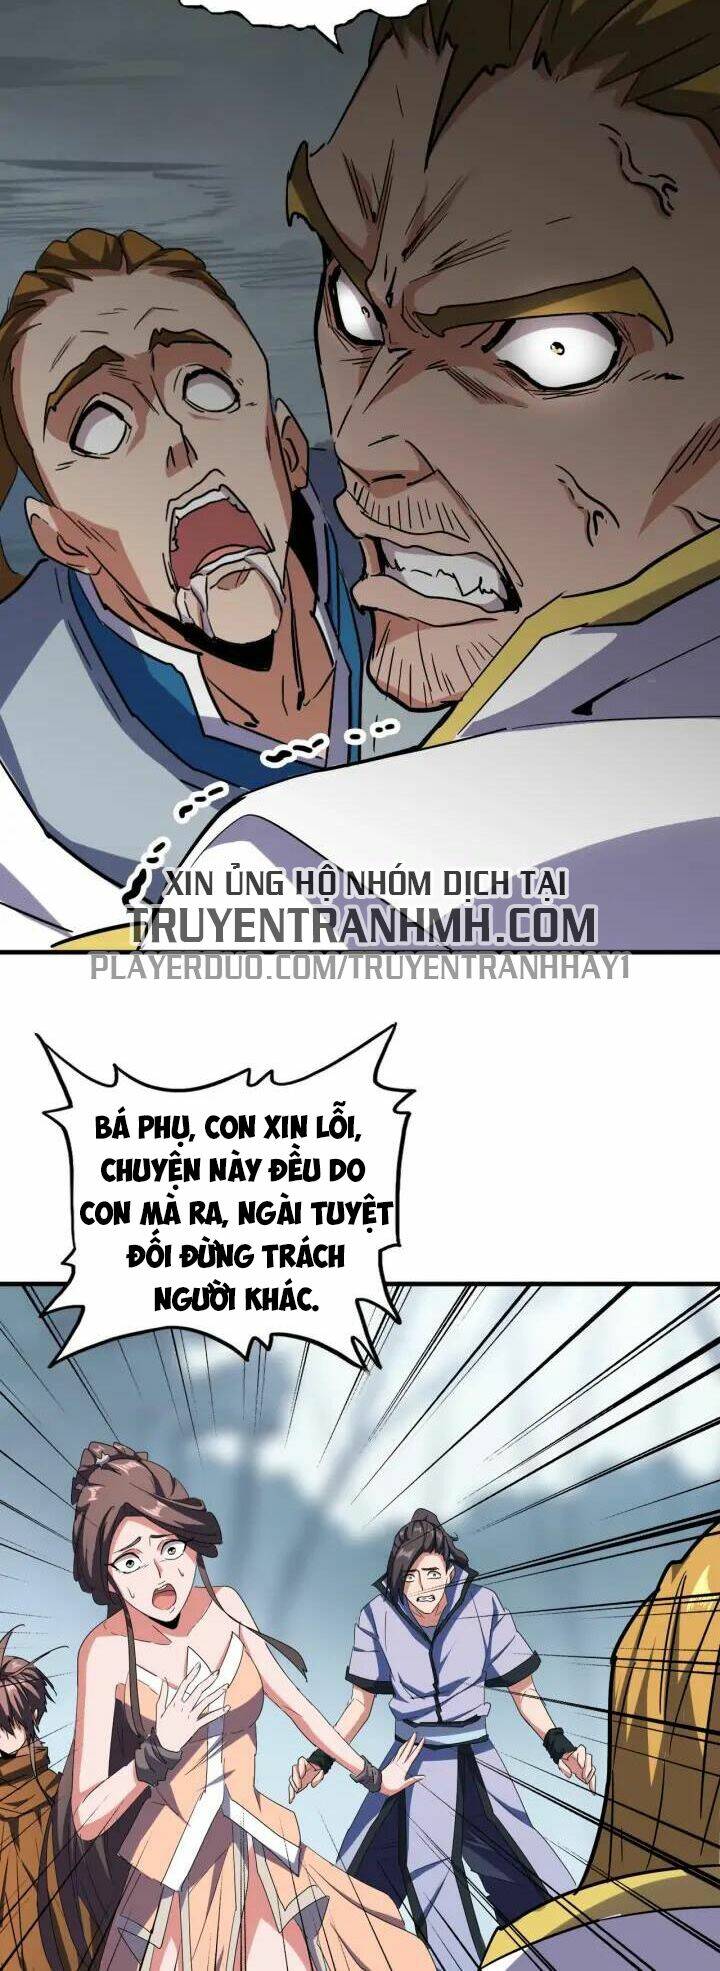 XIN ỦNG HỘ NHÓM DỊCH TẠI
TRUYENTRANHMH.COM
PLAYERDUO.COM/TRUYENTRANHHAY1
BÁ PHỤ, CON XIN LỖI,
CHUYỆN NÀY ĐỀU DO
CON MÀ RA, NGÀI TUYỆT
ĐỐI ĐỪNG TRÁCH
NGƯỜI KHÁC.